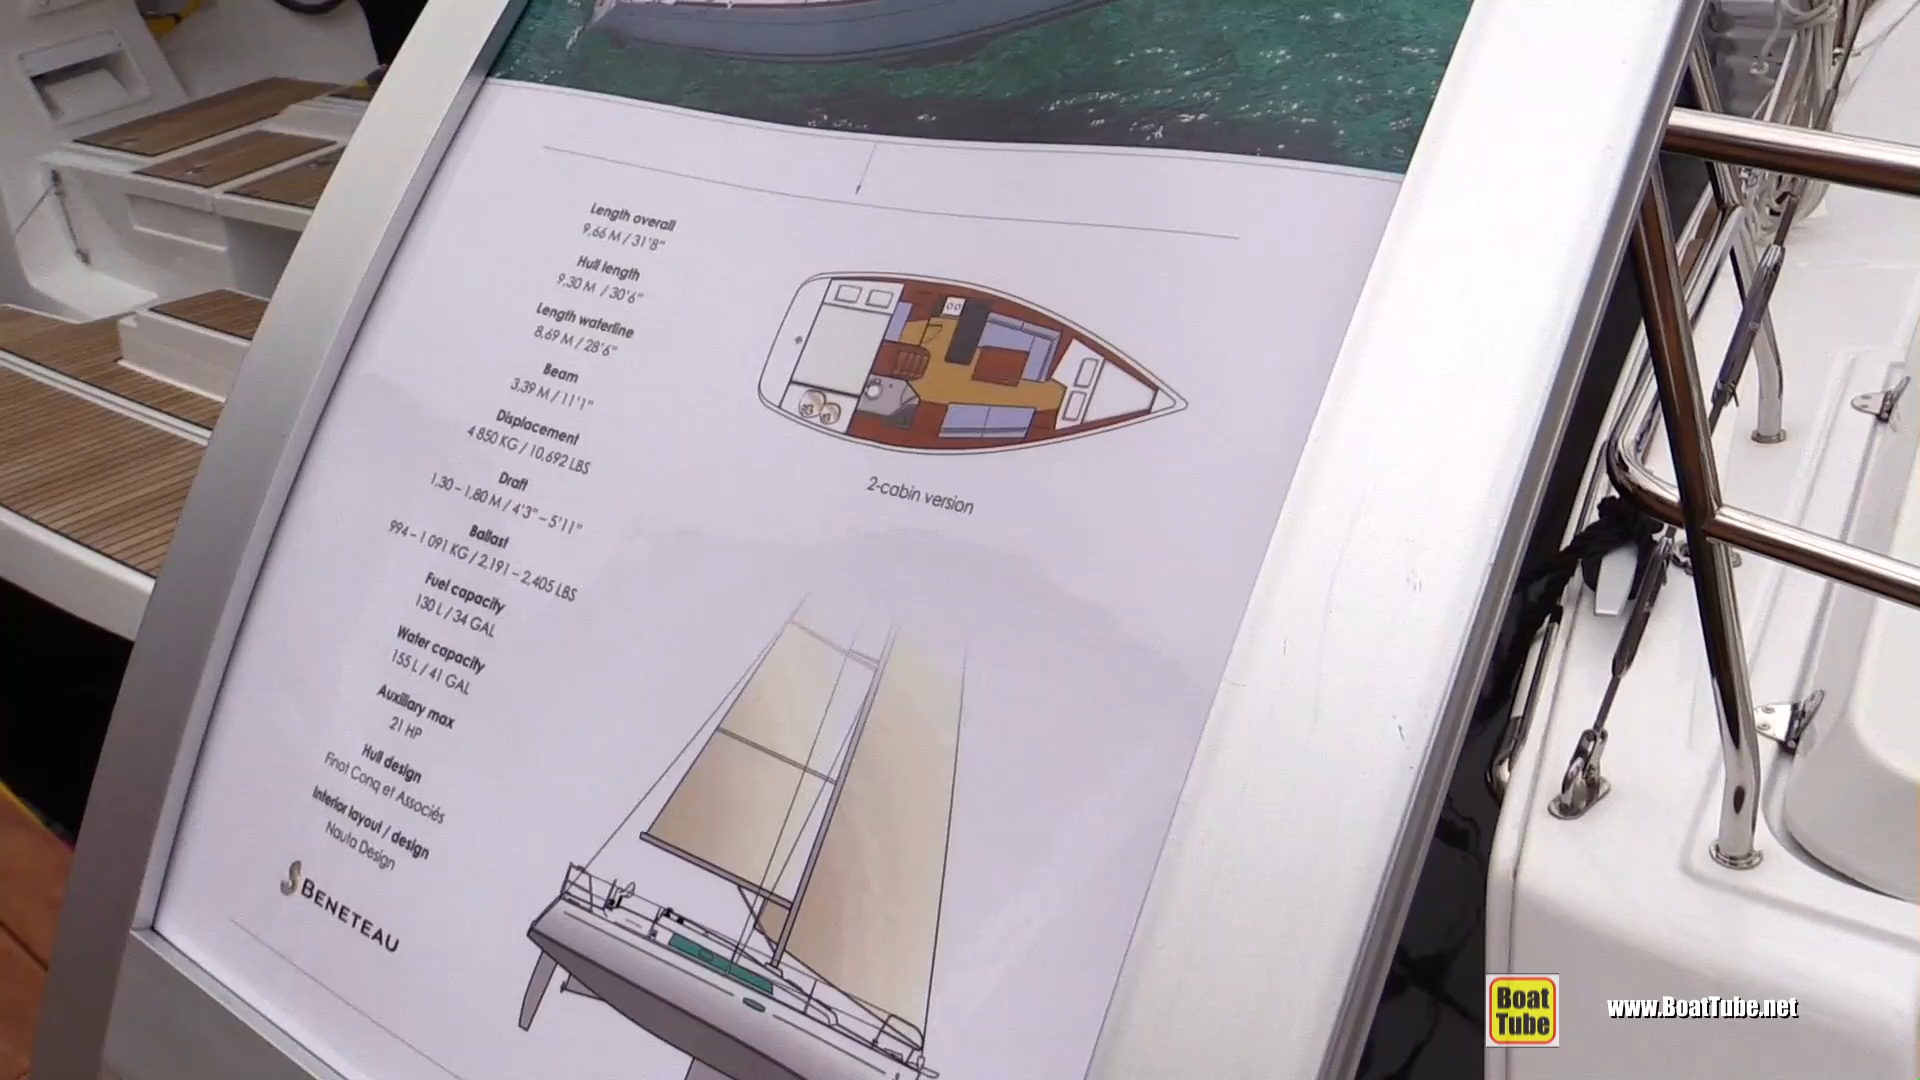 Length overall
9,66 M / 31'8"
Hull length
9,30 M / 30'6"
Length waterline
8,69 M / 28'6"
Beam
3,39 M / 11'1"
Displacement
4 850 KG / 10,692 LBS
Draft
1,30 – 1,80 M / 4'3" – 5'11"
Ballast
994 – 1 091 KG / 2,191 – 2,405 LBS
Fuel capacity
130 L / 34 GAL
Water capacity
155 L / 41 GAL
Auxiliary max
21 HP
Hull design
Finot Conq et Associés
Interior layout / design
Nauta Design
BENETEAU
2-cabin version
Boat
Tube
www.BoatTube.net